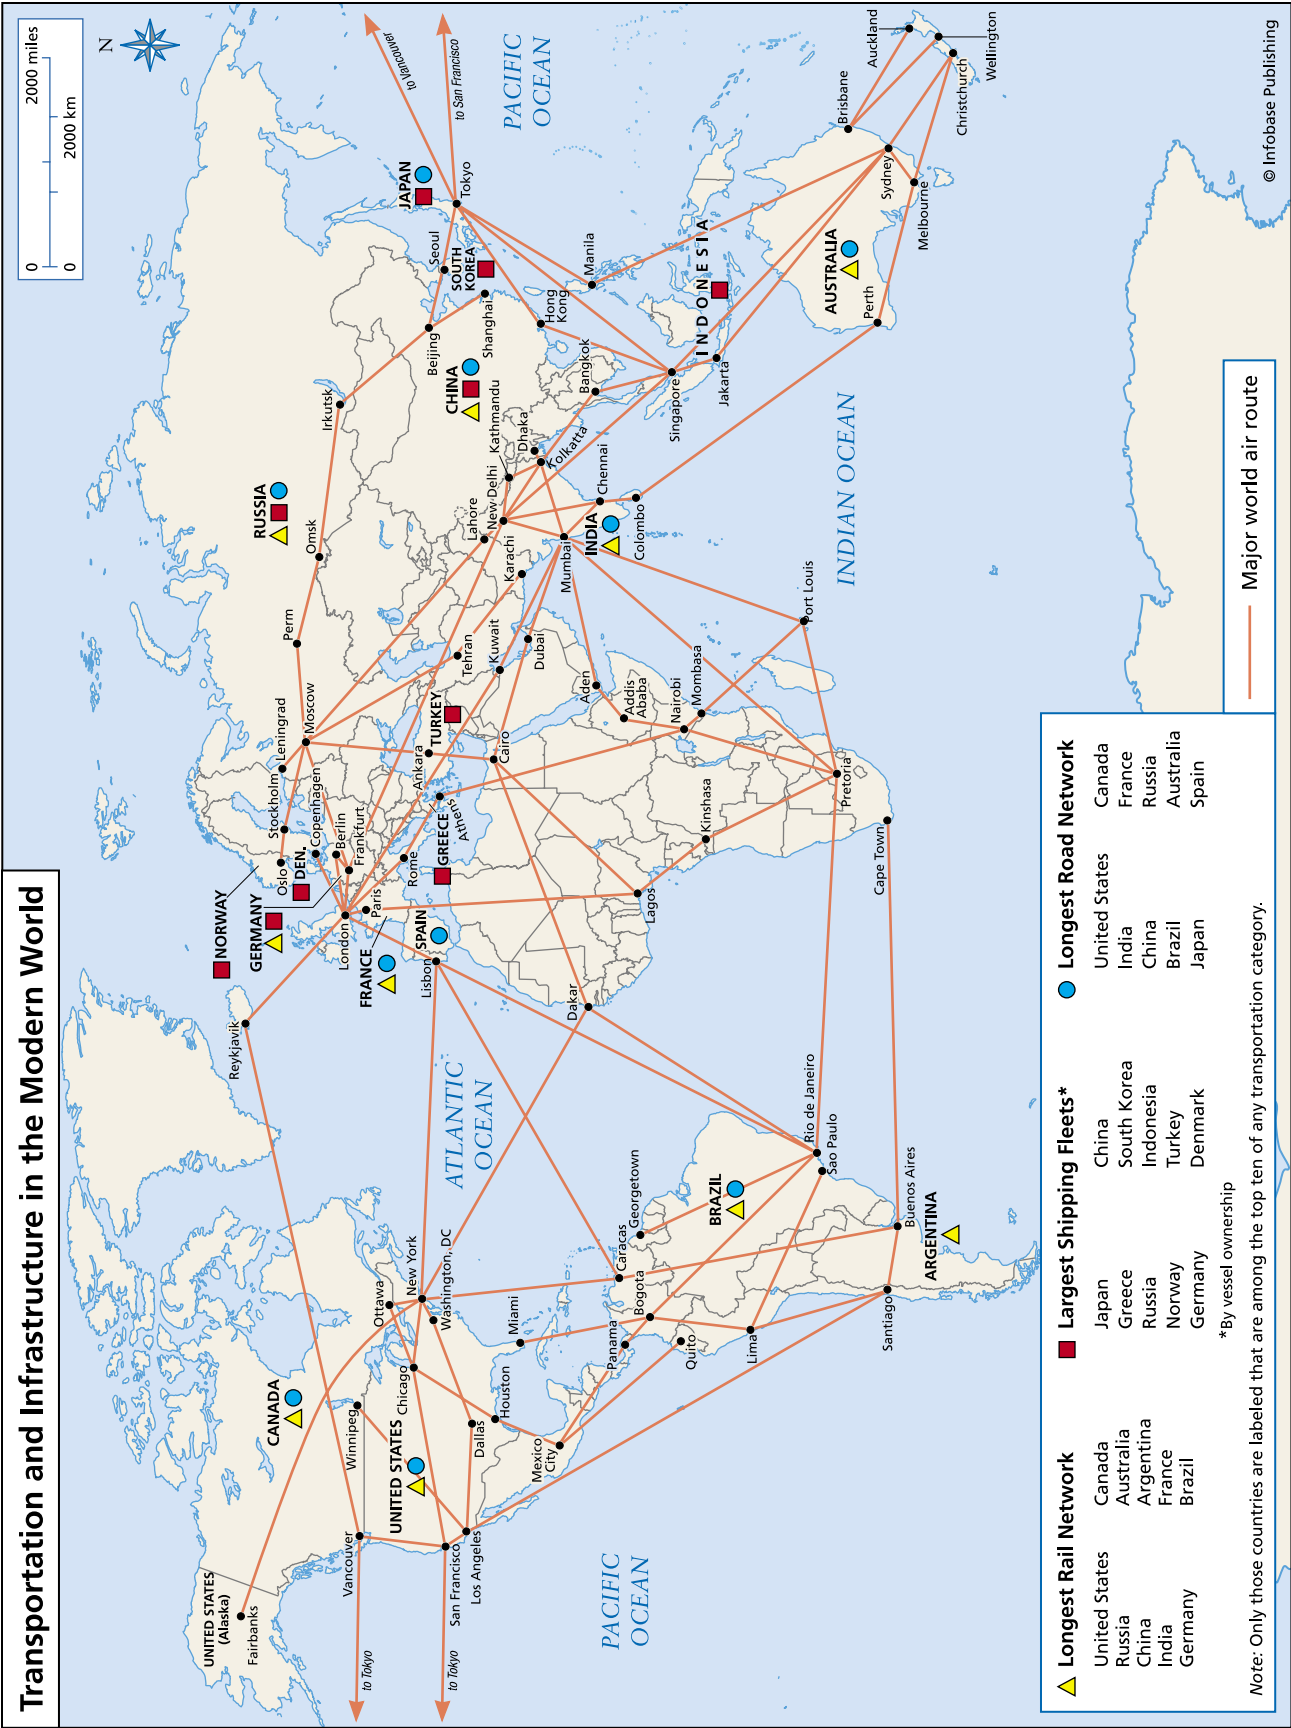 Transportation and Infrastructure in the Modern World
0 2000 miles
0 2000 km
N
to Vancouver
to San Francisco
PACIFIC
OCEAN
UNITED STATES
(Alaska)
Fairbanks
CANADA
Vancouver
Winnipeg
Ottawa
UNITED STATES
Chicago
New York
Washington, DC
San Francisco
Los Angeles
Dallas
Houston
Miami
Mexico
City
to Tokyo
to Tokyo
PACIFIC
OCEAN
Panama
Bogota
Caracas
Georgetown
Quito
Lima
BRAZIL
Rio de Janeiro
Sao Paulo
Santiago
Buenos Aires
ARGENTINA
ATLANTIC
OCEAN
Reykjavik
NORWAY
GERMANY
DEN.
Oslo
Stockholm
Leningrad
Copenhagen
Moscow
Berlin
Frankfurt
London
Paris
FRANCE
SPAIN
Lisbon
Rome
GREECE
Athens
Ankara
TURKEY
Perm
Omsk
RUSSIA
Irkutsk
Cairo
Dakar
Lagos
Kinshasa
Addis
Ababa
Aden
Nairobi
Mombasa
Pretoria
Cape Town
Port Louis
Tehran
Kuwait
Dubai
Karachi
Lahore
New Delhi
Kathmandu
Dhaka
Kolkatta
Mumbai
INDIA
Chennai
Colombo
CHINA
Beijing
Shanghai
Seoul
SOUTH
KOREA
JAPAN
Tokyo
Hong
Kong
Manila
Bangkok
Singapore
Jakarta
INDONESIA
INDIAN OCEAN
AUSTRALIA
Perth
Brisbane
Sydney
Melbourne
Auckland
Wellington
Christchurch
© Infobase Publishing
Major world air route
Longest Rail Network
United States Canada
Russia Australia
China Argentina
India France
Germany Brazil
Largest Shipping Fleets*
Japan China
Greece South Korea
Russia Indonesia
Norway Turkey
Germany Denmark
*By vessel ownership
Longest Road Network
United States Canada
India France
China Russia
Brazil Australia
Japan Spain
Note: Only those countries are labeled that are among the top ten of any transportation category.